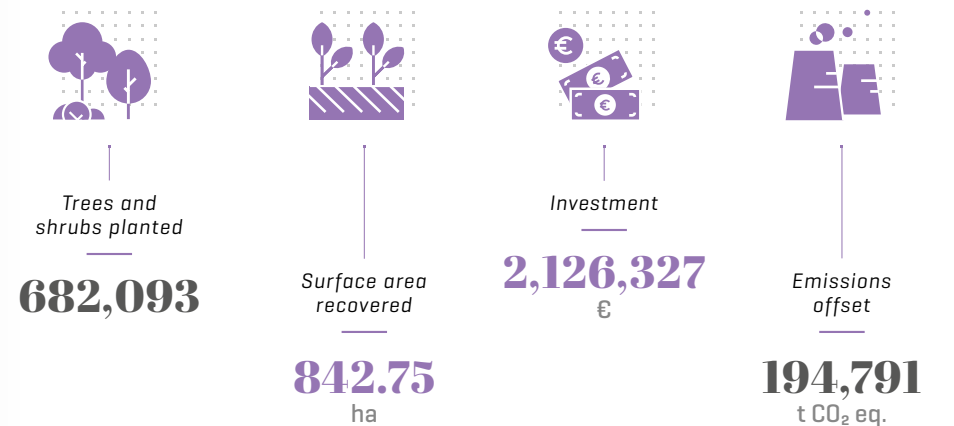 Trees and
shrubs planted
682,093
Surface area
recovered
842.75
ha
Investment
2,126,327
€
Emissions
offset
194,791
t CO₂ eq.